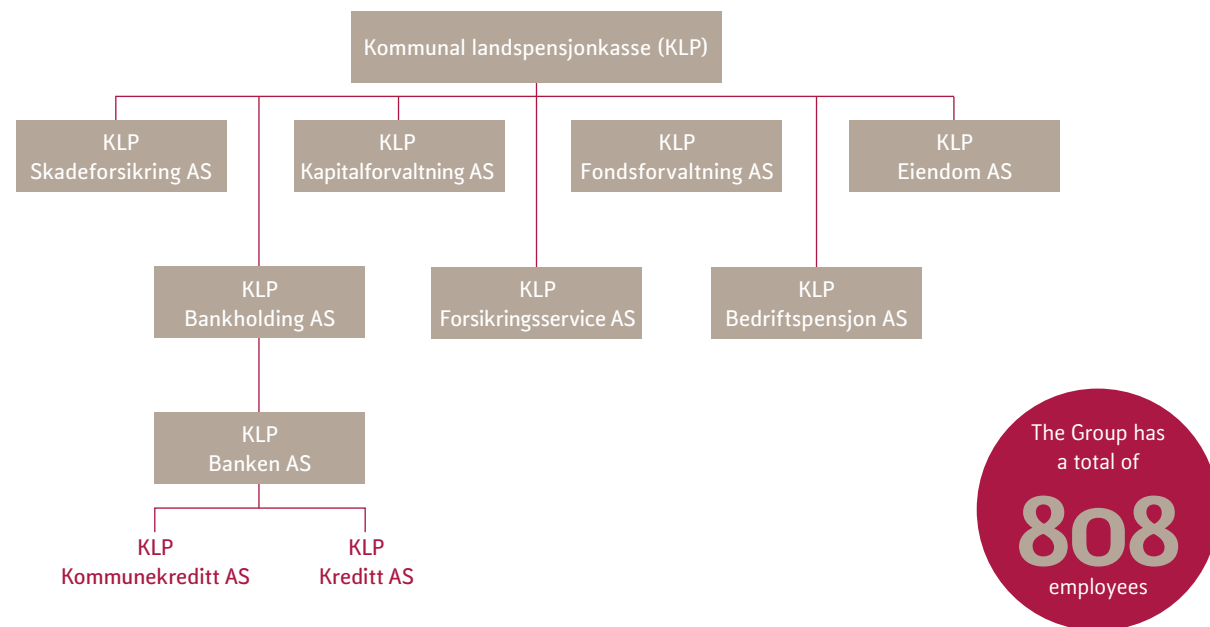 Kommunal landspensjonkasse (KLP)
KLP
Skadeforsikring AS
KLP
Kapitalforvaltning AS
KLP
Fondsforvaltning AS
KLP
Eiendom AS
KLP
Bankholding AS
KLP
Forsikringsservice AS
KLP
Bedriftspensjon AS
KLP
Banken AS
KLP
Kommunekreditt AS
KLP
Kreditt AS
The Group has
a total of
808
employees